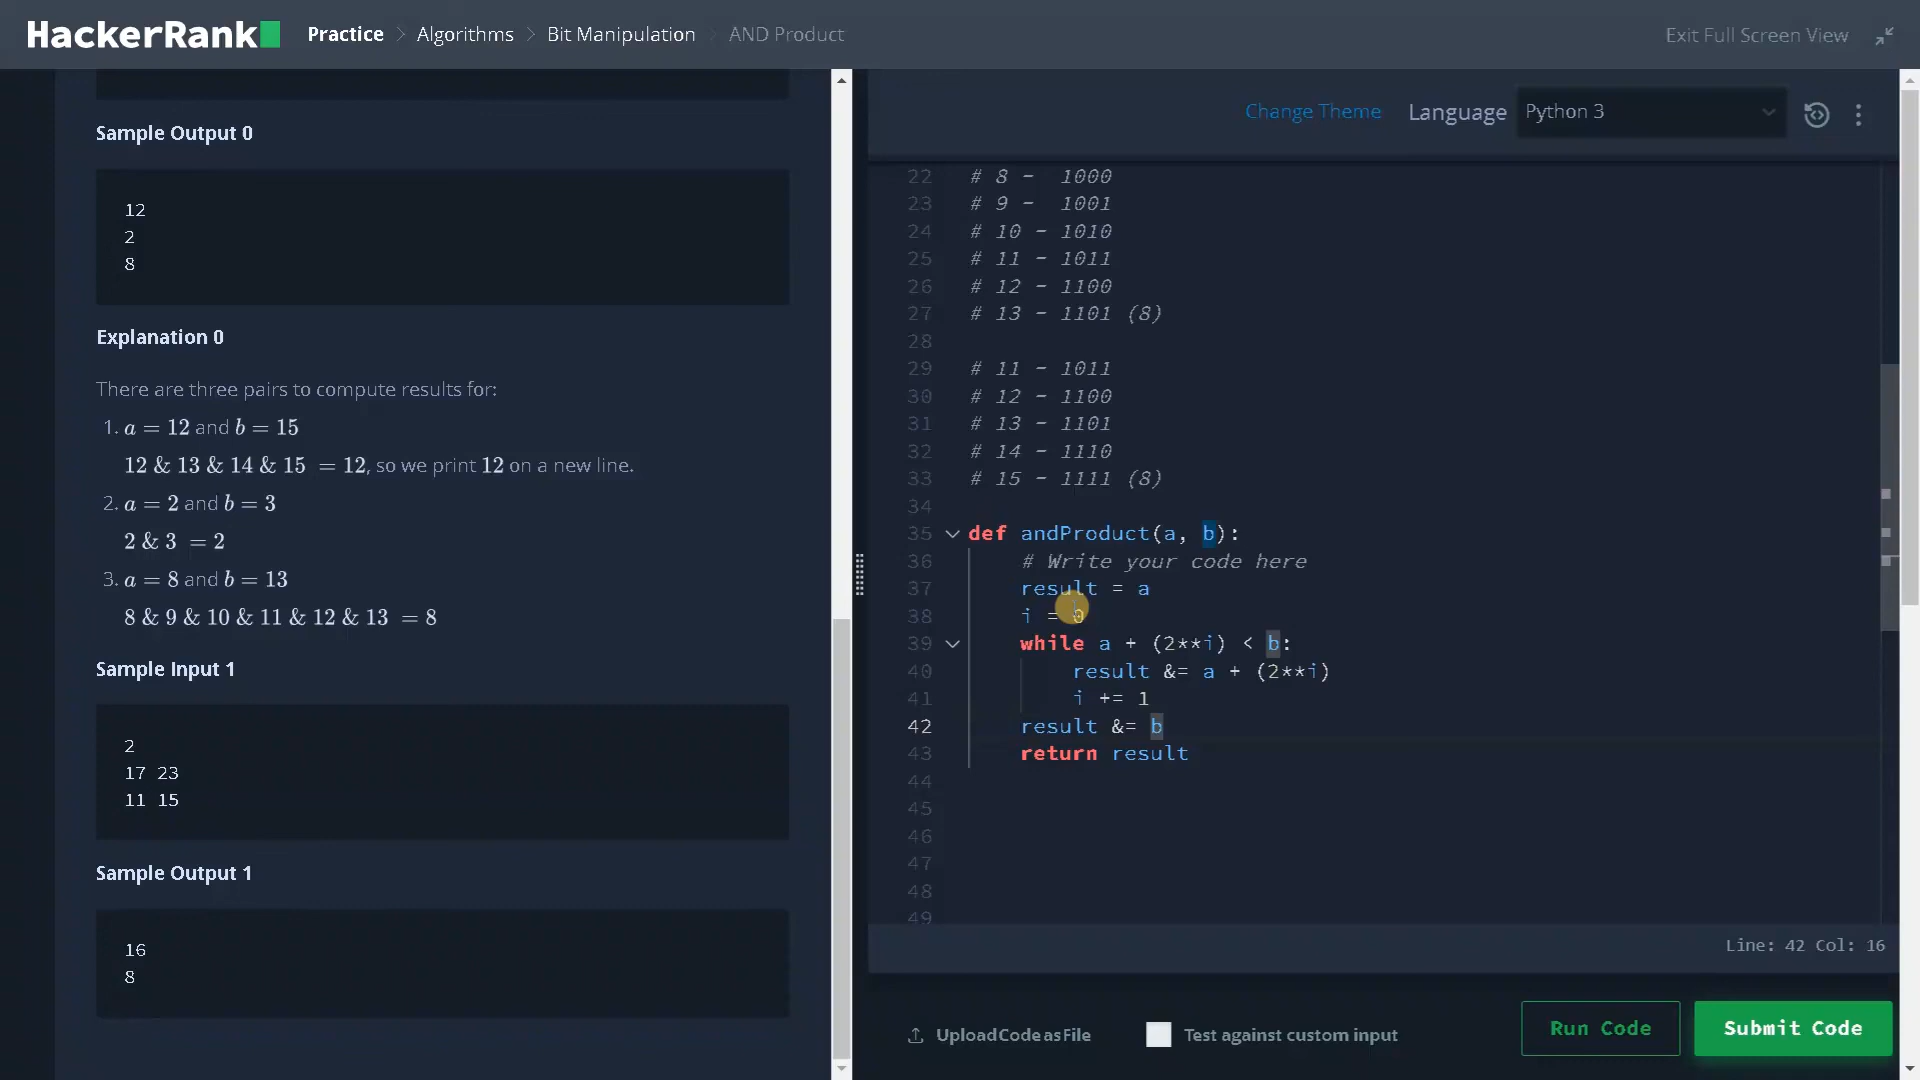 HackerRank Practice > Algorithms > Bit Manipulation > AND Product Exit Full Screen View
Sample Output 0
12
2
8
Explanation 0
There are three pairs to compute results for:
1. a = 12 and b = 15
12 & 13 & 14 & 15 = 12, so we print 12 on a new line.
2. a = 2 and b = 3
2 & 3 = 2
3. a = 8 and b = 13
8 & 9 & 10 & 11 & 12 & 13 = 8
Sample Input 1
2
17 23
11 15
Sample Output 1
16
8
Change Theme Language Python 3
22 # 8 - 1000
23 # 9 - 1001
24 # 10 - 1010
25 # 11 - 1011
26 # 12 - 1100
27 # 13 - 1101 (8)
28
29 # 11 - 1011
30 # 12 - 1100
31 # 13 - 1101
32 # 14 - 1110
33 # 15 - 1111 (8)
34
35 def andProduct(a, b):
36 # Write your code here
37 result = a
38 i = 0
39 while a + (2**i) < b:
40 result &= a + (2**i)
41 i += 1
42 result &= b
43 return result
44
45
46
47
48
49
Line: 42 Col: 16
Upload Code as File Test against custom input Run Code Submit Code